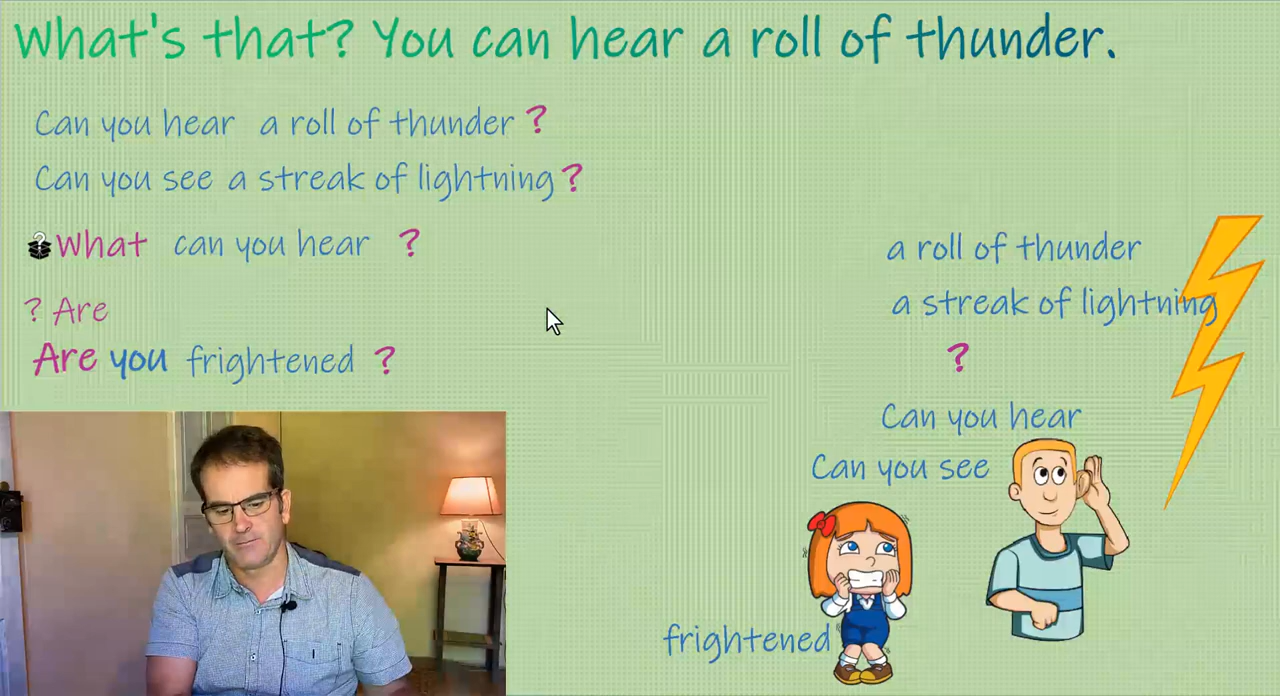 What's that? You can hear a roll of thunder.
Can you hear a roll of thunder ?
Can you see a streak of lightning ?
What can you hear ?
? Are
Are you frightened ?
a roll of thunder
a streak of lightning
?
Can you hear
Can you see
frightened